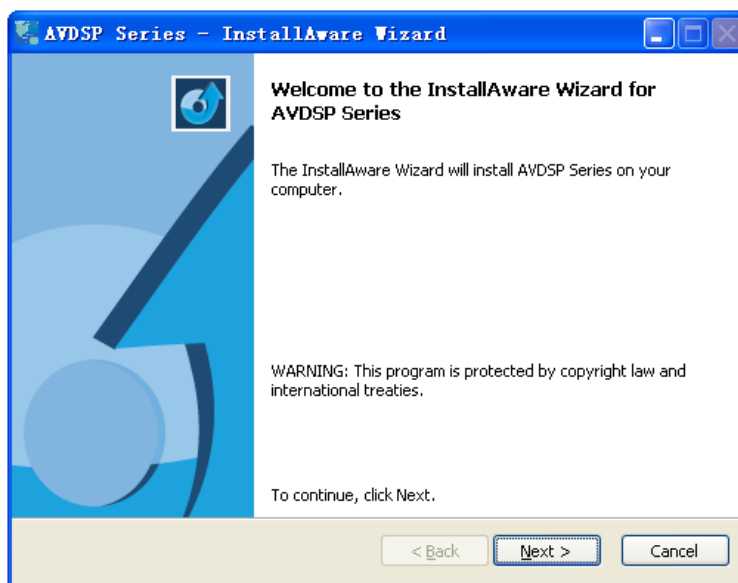 AVDSP Series - InstallAware Wizard
Welcome to the InstallAware Wizard for
AVDSP Series
The InstallAware Wizard will install AVDSP Series on your
computer.
WARNING: This program is protected by copyright law and
international treaties.
To continue, click Next.
< Back
Next >
Cancel